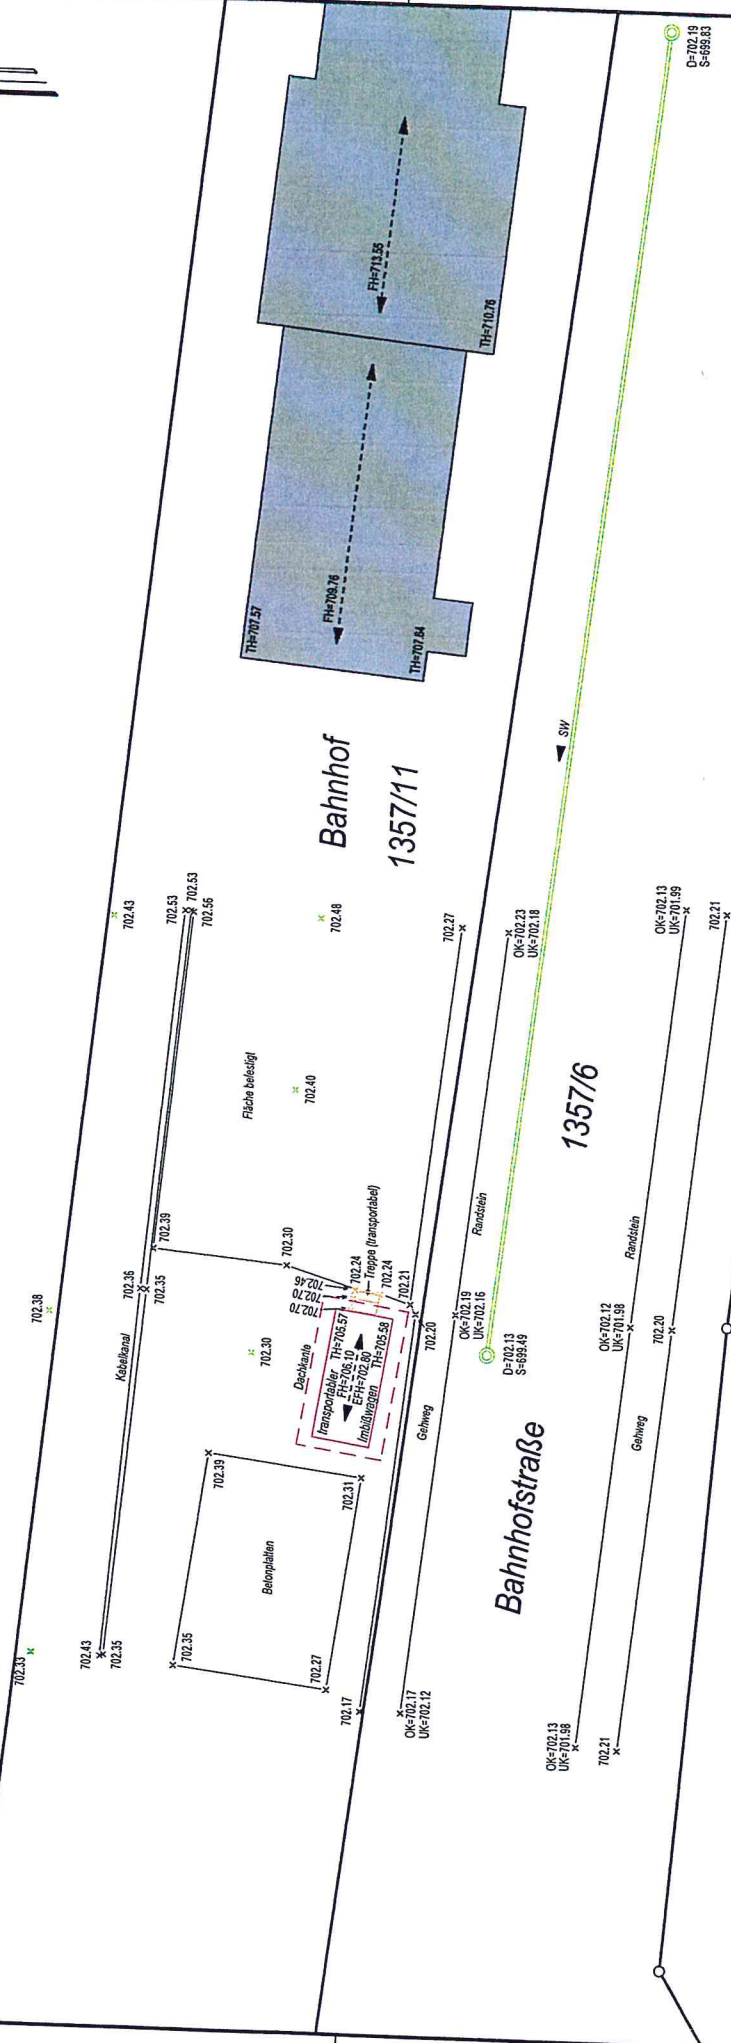 D=702.19
S=699.83
FH=713.55
TH=710.76
FH=709.76
TH=707.57
TH=707.84
SW
Bahnhof
1357/11
702.43
702.53
702.53
702.56
702.48
702.27
OK=702.23
UK=702.18
OK=702.13
UK=701.99
702.21
Fläche befestigt
702.40
1357/6
702.38
702.36
702.35
702.39
702.30
702.24
702.46
702.70
702.70
Treppe (transportabel)
702.24
702.21
702.20
Randstein
OK=702.19
UK=702.16
D=702.13
S=699.49
Randstein
OK=702.12
UK=701.98
702.20
Kabelkanal
702.30
Dachkante
transportabler
TH=705.57
FH=706.10
EFH=702.80
Imbißwagen
TH=705.58
Gehweg
Gehweg
702.39
702.31
Betonplatten
Bahnhofstraße
702.33
702.43
702.35
702.35
702.27
702.17
OK=702.17
UK=702.12
OK=702.13
UK=701.98
702.21